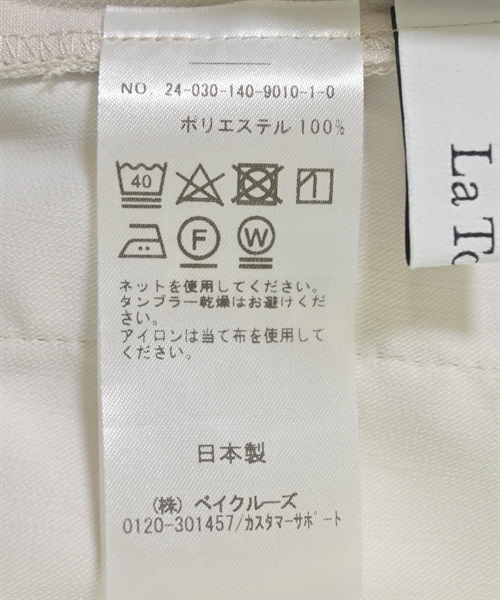 NO. 24-030-140-9010-1-0
ポリエステル 100%
40
F
W
ネットを使用してください。
タンブラー乾燥はお避けくだ
さい。
アイロンは当て布を使用して
ください。
日本製
(株) ベイクルーズ
0120-301457/カスタマーサポート
La To